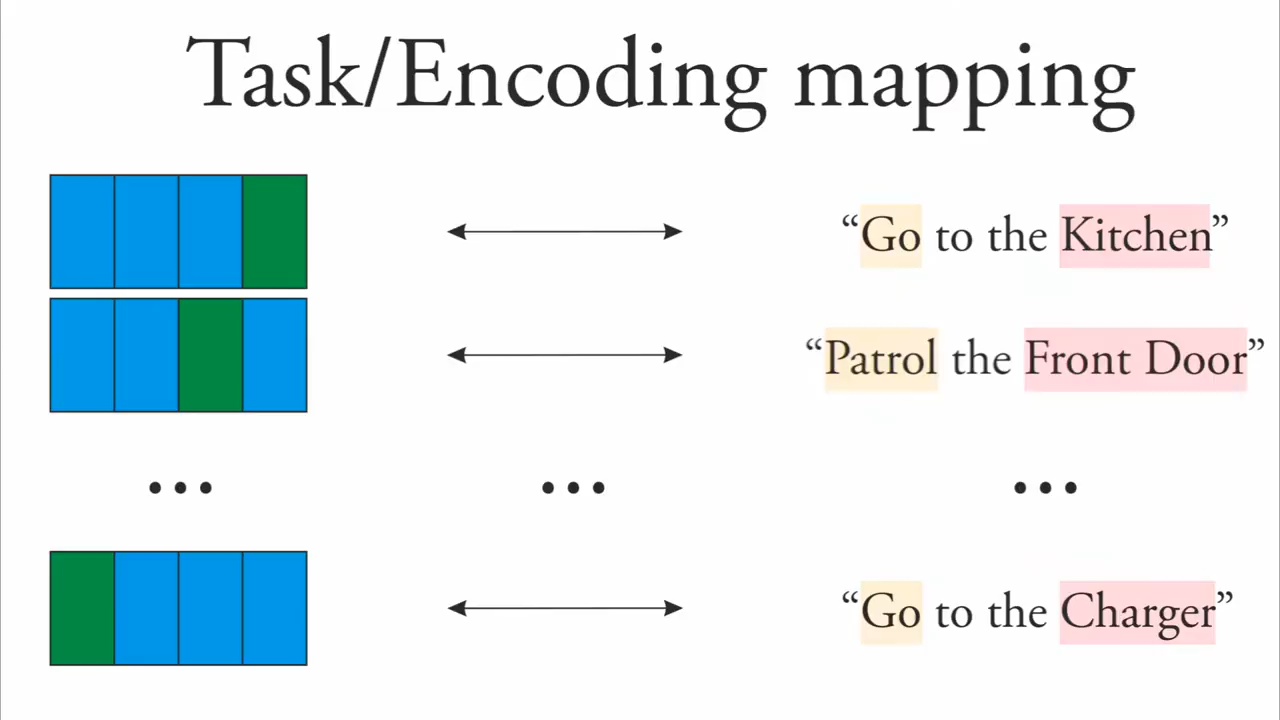 Task/Encoding mapping
“Go to the Kitchen”
“Patrol the Front Door”
... ... ...
“Go to the Charger”